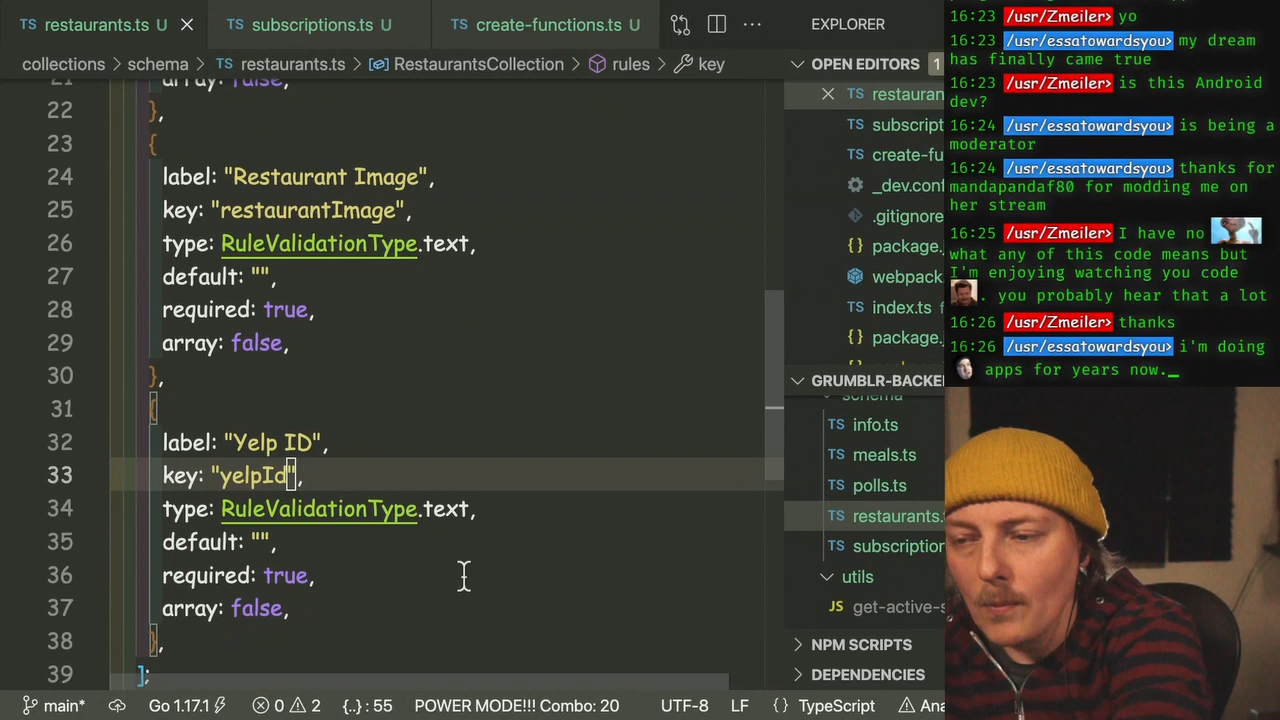 TS restaurants.ts U
TS subscriptions.ts U
TS create-functions.ts U
EXPLORER
collections > schema > TS restaurants.ts > RestaurantsCollection > rules > key
21 array: false,
22 },
23 {
24 label: "Restaurant Image",
25 key: "restaurantImage",
26 type: RuleValidationType.text,
27 default: "",
28 required: true,
29 array: false,
30 },
31 {
32 label: "Yelp ID",
33 key: "yelpId",
34 type: RuleValidationType.text,
35 default: "",
36 required: true,
37 array: false,
38 },
39 ];
OPEN EDITORS 1
TS restauran
TS subscript
TS create-fu
_dev.conf
.gitignore
{} package.j
webpack
TS index.ts f
{} package.j
GRUMBLR-BACKE
schema
TS info.ts
TS meals.ts
TS polls.ts
TS restaurants.t
TS subscription
utils
JS get-active-s
NPM SCRIPTS
DEPENDENCIES
main* Go 1.17.1 0 2 {..} : 55 POWER MODE!!! Combo: 20 UTF-8 LF {} TypeScript Ana
16:23 /usr/Zmeiler> yo
16:23 /usr/essatowardsyou> my dream
has finally came true
16:23 /usr/Zmeiler> is this Android
dev?
16:24 /usr/essatowardsyou> is being a
moderator
16:24 /usr/essatowardsyou> thanks for
mandapandaf80 for modding me on
her stream
16:25 /usr/Zmeiler> I have no
what any of this code means but
I'm enjoying watching you code
. you probably hear that a lot
16:26 /usr/Zmeiler> thanks
16:26 /usr/essatowardsyou> i'm doing
apps for years now._